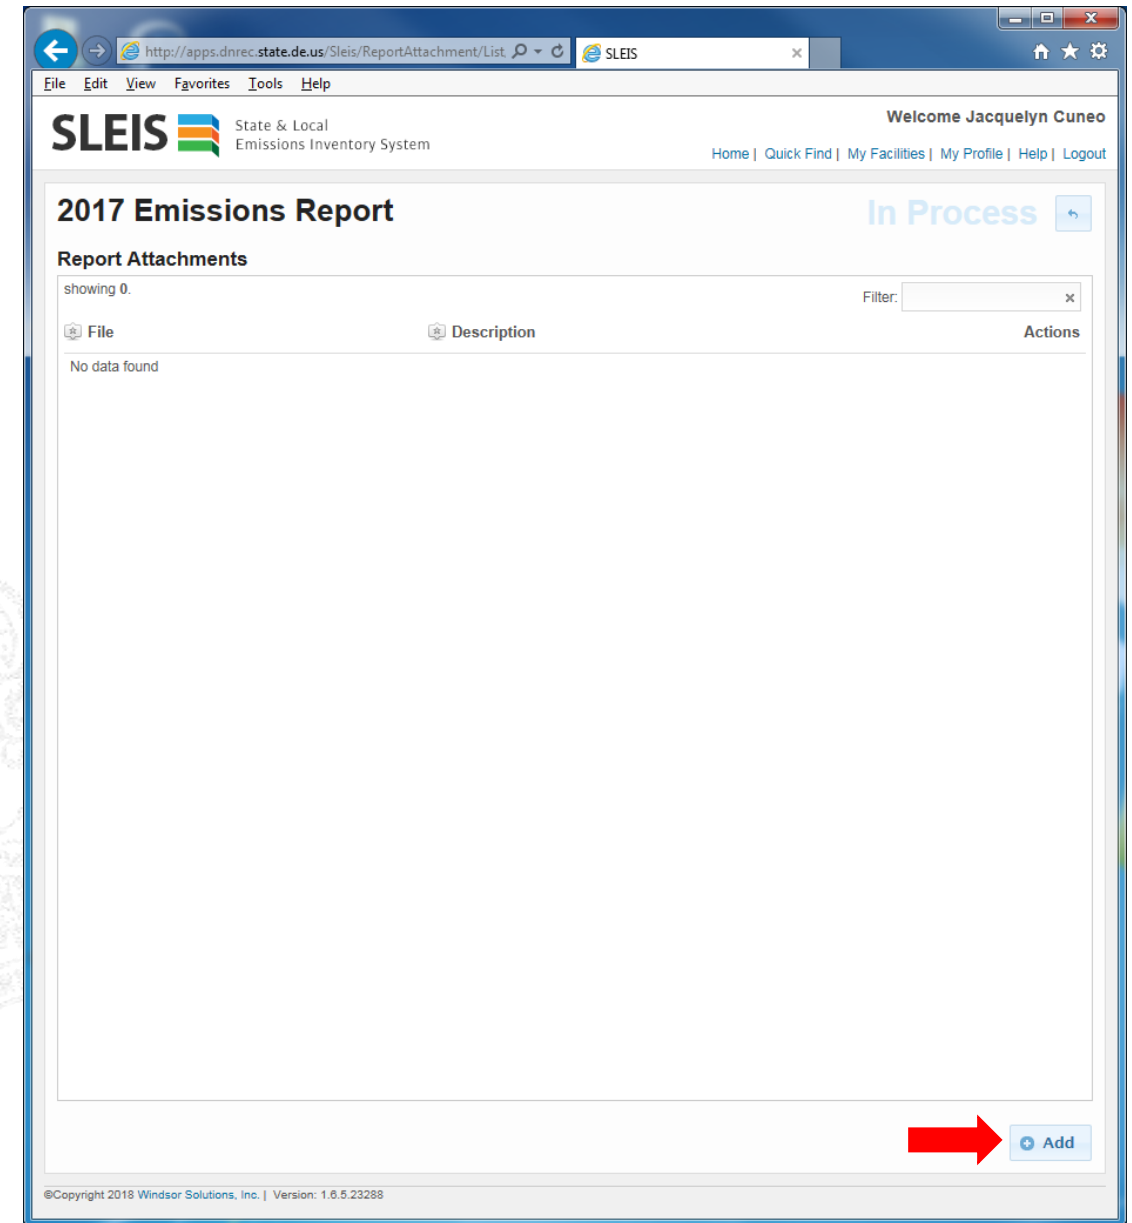 http://apps.dnrec.state.de.us/Sleis/ReportAttachment/List
SLEIS
File Edit View Favorites Tools Help
Welcome Jacquelyn Cuneo
SLEIS State & Local
Emissions Inventory System
Home | Quick Find | My Facilities | My Profile | Help | Logout
2017 Emissions Report
In Process
Report Attachments
showing 0.
Filter:
File Description Actions
No data found
Add
©Copyright 2018 Windsor Solutions, Inc. | Version: 1.6.5.23288